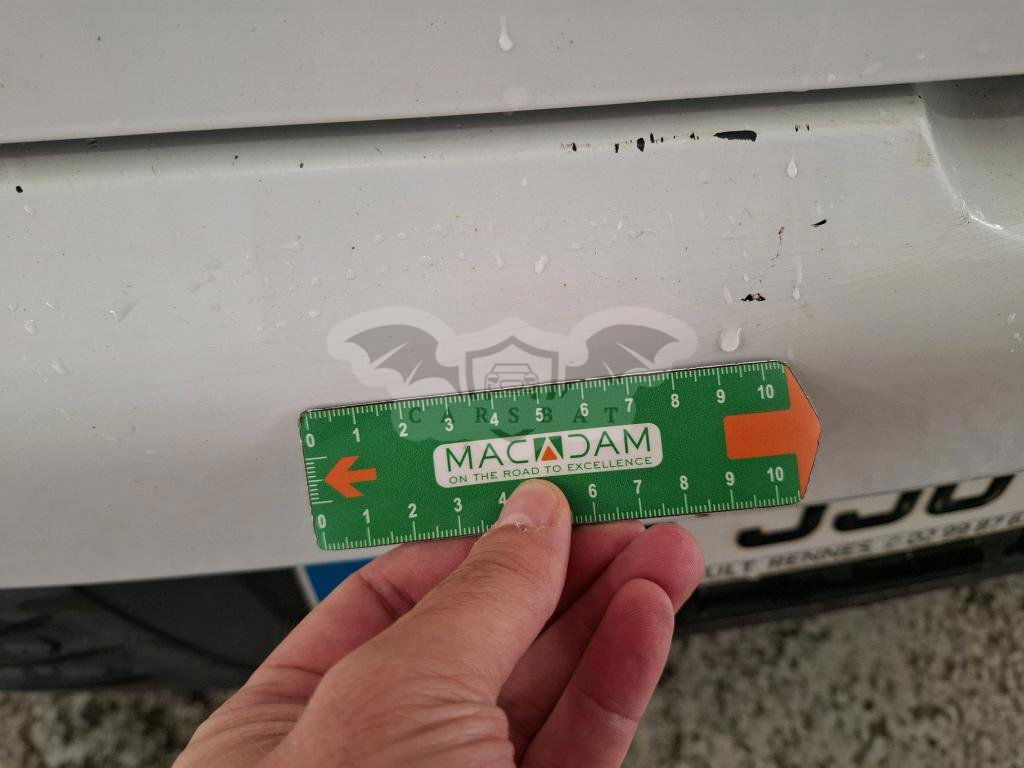 0 1 2 3 4 5 6 7 8 9 10
CARSBAT
MACADAM
ON THE ROAD TO EXCELLENCE
0 1 2 3 4 6 7 8 9 10
ULT RENNES